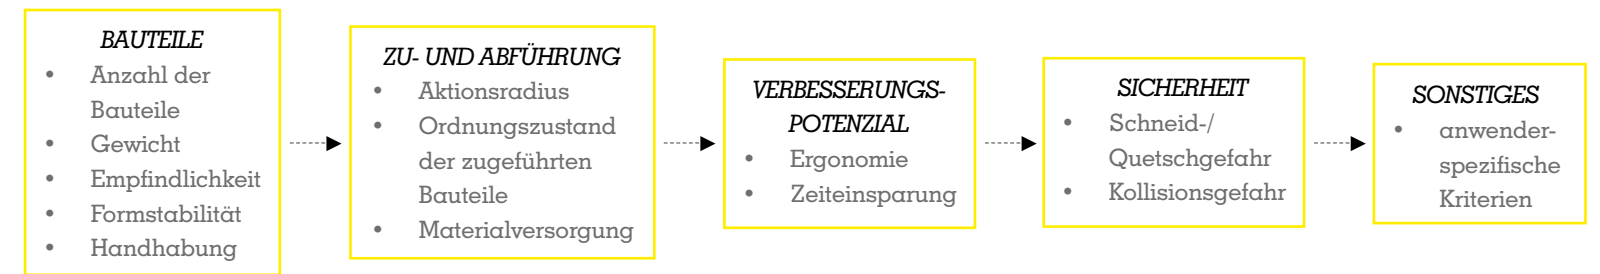 BAUTEILE
• Anzahl der
Bauteile
• Gewicht
• Empfindlichkeit
• Formstabilität
• Handhabung
ZU- UND ABFÜHRUNG
• Aktionsradius
• Ordnungszustand
der zugeführten
Bauteile
• Materialversorgung
VERBESSERUNGS-
POTENZIAL
• Ergonomie
• Zeiteinsparung
SICHERHEIT
• Schneid-/
Quetschgefahr
• Kollisionsgefahr
SONSTIGES
• anwender-
spezifische
Kriterien